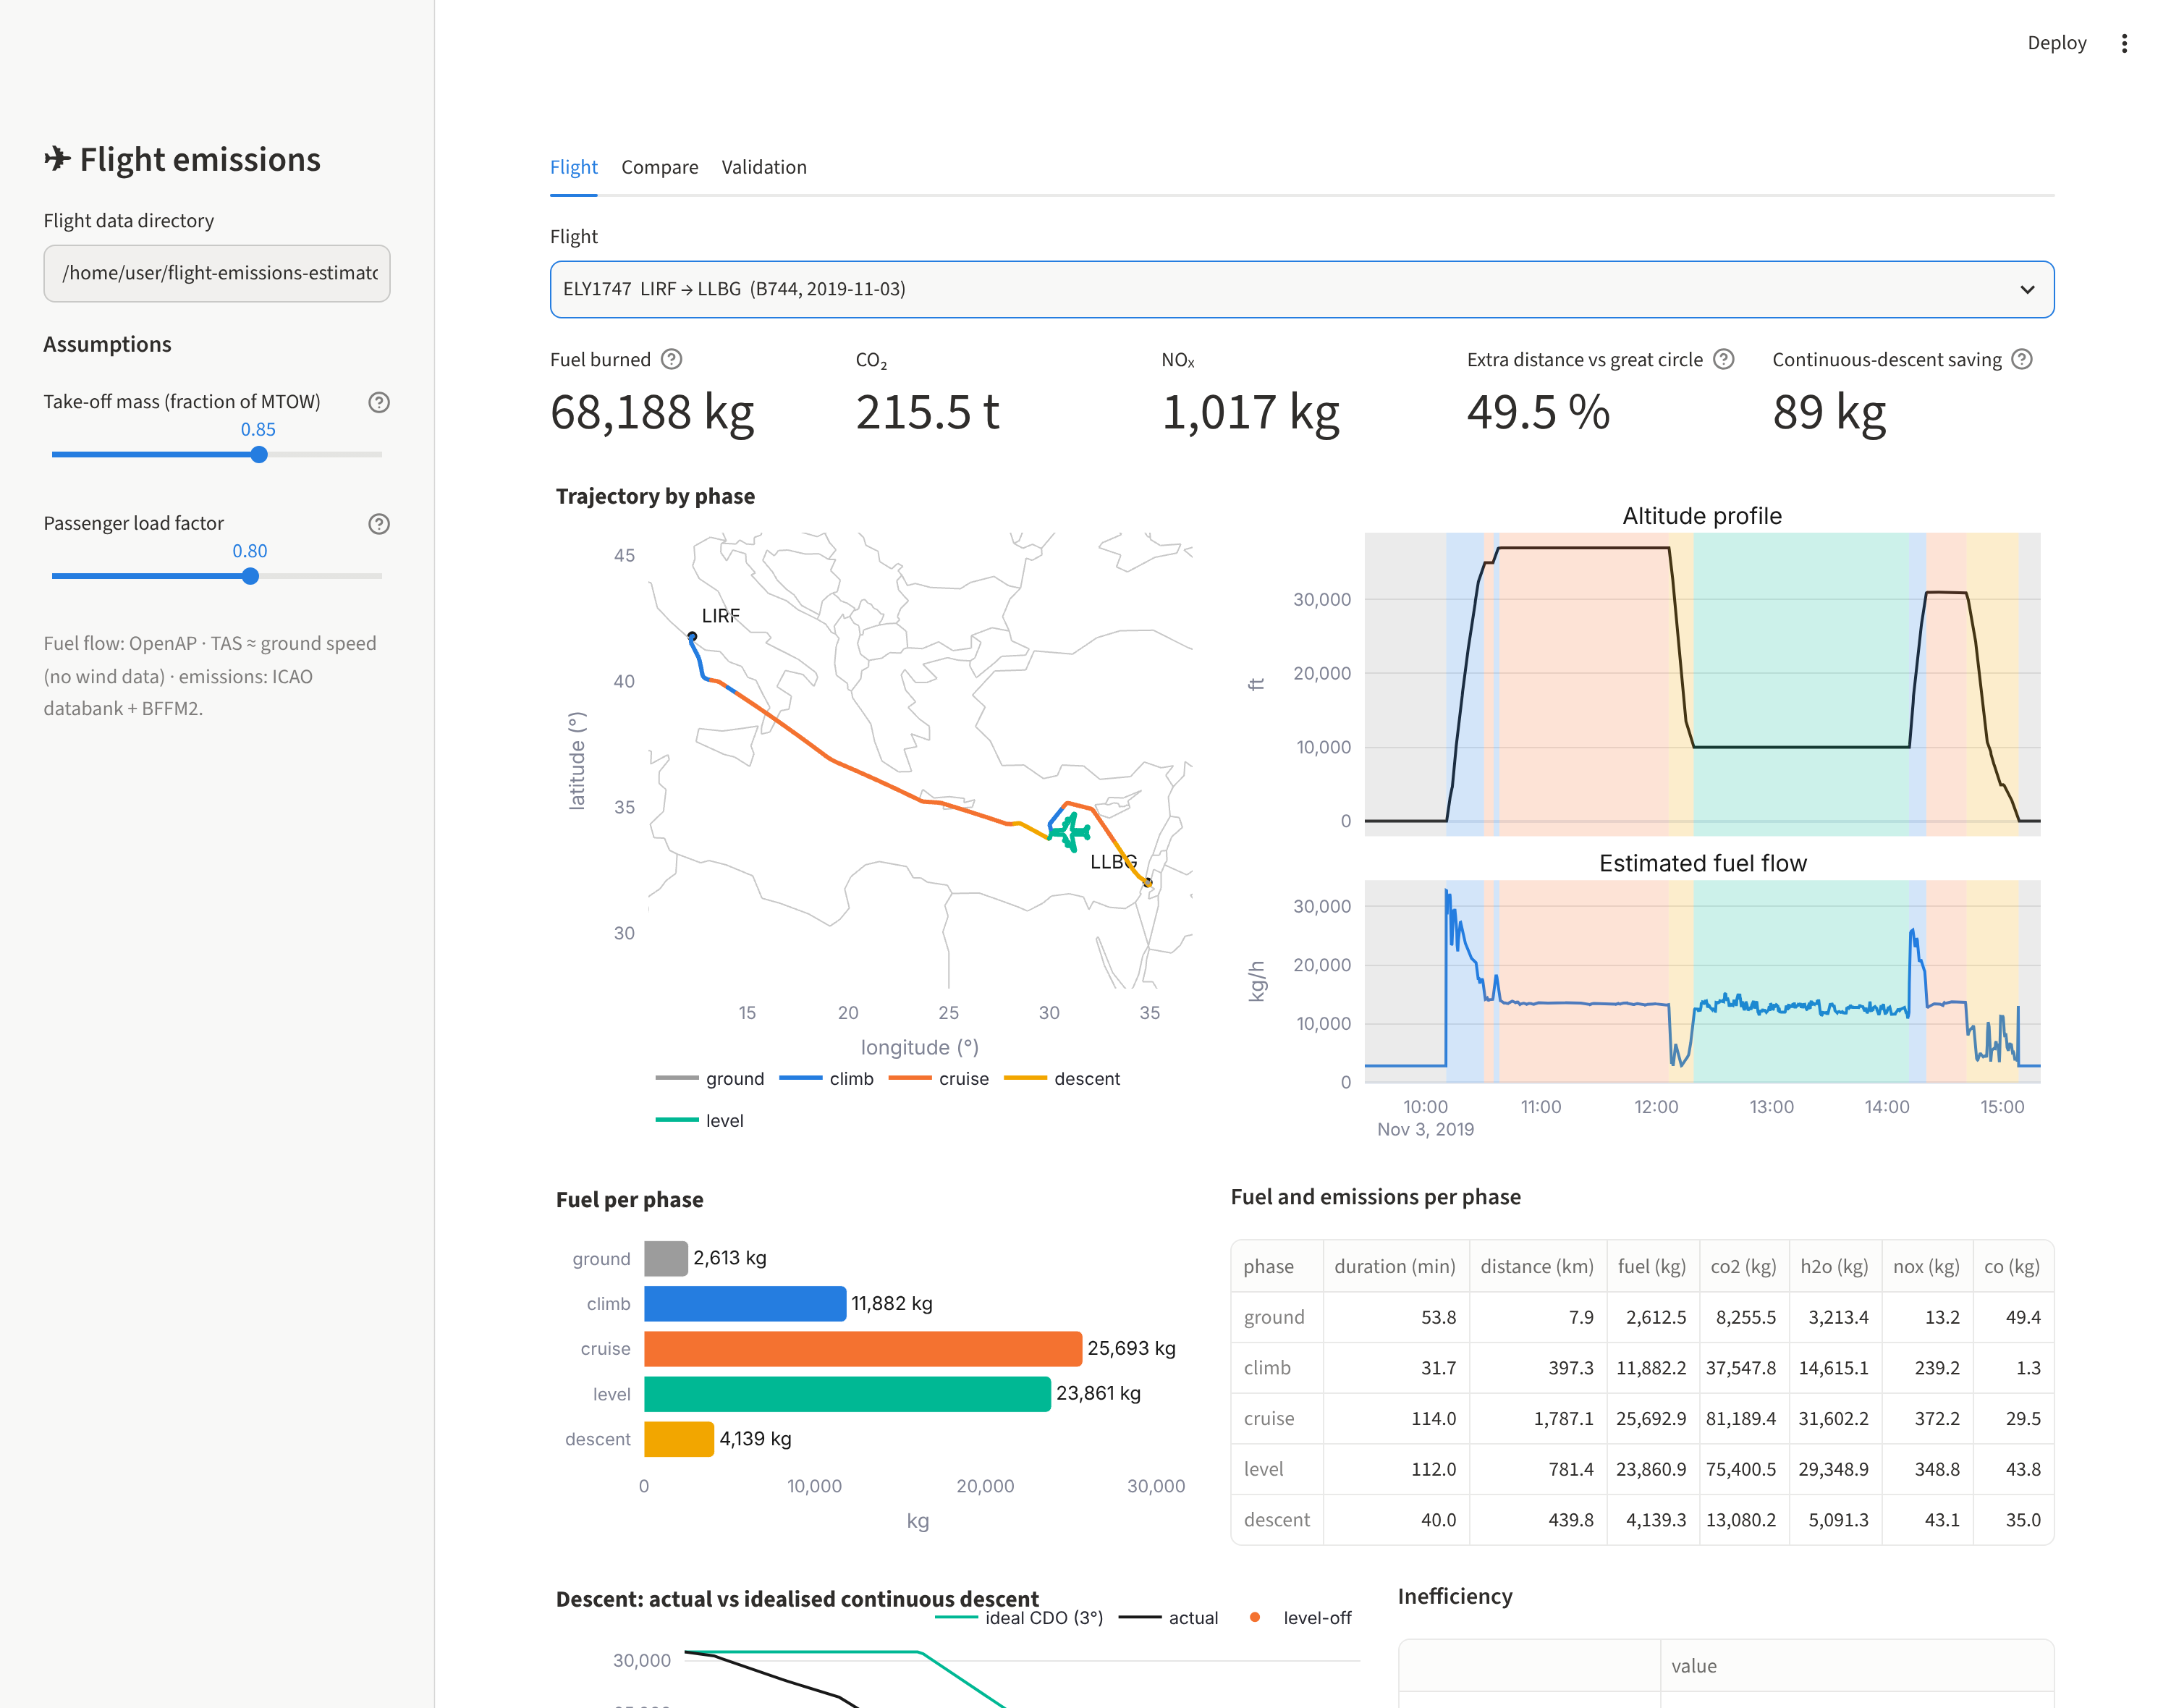 Deploy
✈ Flight emissions
Flight data directory
/home/user/flight-emissions-estimato
Assumptions
Take-off mass (fraction of MTOW)
0.85
Passenger load factor
0.80
Fuel flow: OpenAP · TAS ≈ ground speed
(no wind data) · emissions: ICAO
databank + BFFM2.
Flight Compare Validation
Flight
ELY1747 LIRF → LLBG (B744, 2019-11-03)
Fuel burned CO₂ NOₓ Extra distance vs great circle Continuous-descent saving
68,188 kg 215.5 t 1,017 kg 49.5 % 89 kg
Trajectory by phase
45
40
35
30
latitude (°)
LIRF
LLBG
15 20 25 30 35
longitude (°)
ground climb cruise descent
level
Altitude profile
30,000
20,000
10,000
0
ft
Estimated fuel flow
30,000
20,000
10,000
0
kg/h
10:00 11:00 12:00 13:00 14:00 15:00
Nov 3, 2019
Fuel per phase
ground 2,613 kg
climb 11,882 kg
cruise 25,693 kg
level 23,861 kg
descent 4,139 kg
0 10,000 20,000 30,000
kg
Fuel and emissions per phase
phase duration (min) distance (km) fuel (kg) co2 (kg) h2o (kg) nox (kg) co (kg)
ground 53.8 7.9 2,612.5 8,255.5 3,213.4 13.2 49.4
climb 31.7 397.3 11,882.2 37,547.8 14,615.1 239.2 1.3
cruise 114.0 1,787.1 25,692.9 81,189.4 31,602.2 372.2 29.5
level 112.0 781.4 23,860.9 75,400.5 29,348.9 348.8 43.8
descent 40.0 439.8 4,139.3 13,080.2 5,091.3 43.1 35.0
Descent: actual vs idealised continuous descent
ideal CDO (3°) actual level-off
30,000
Inefficiency
value